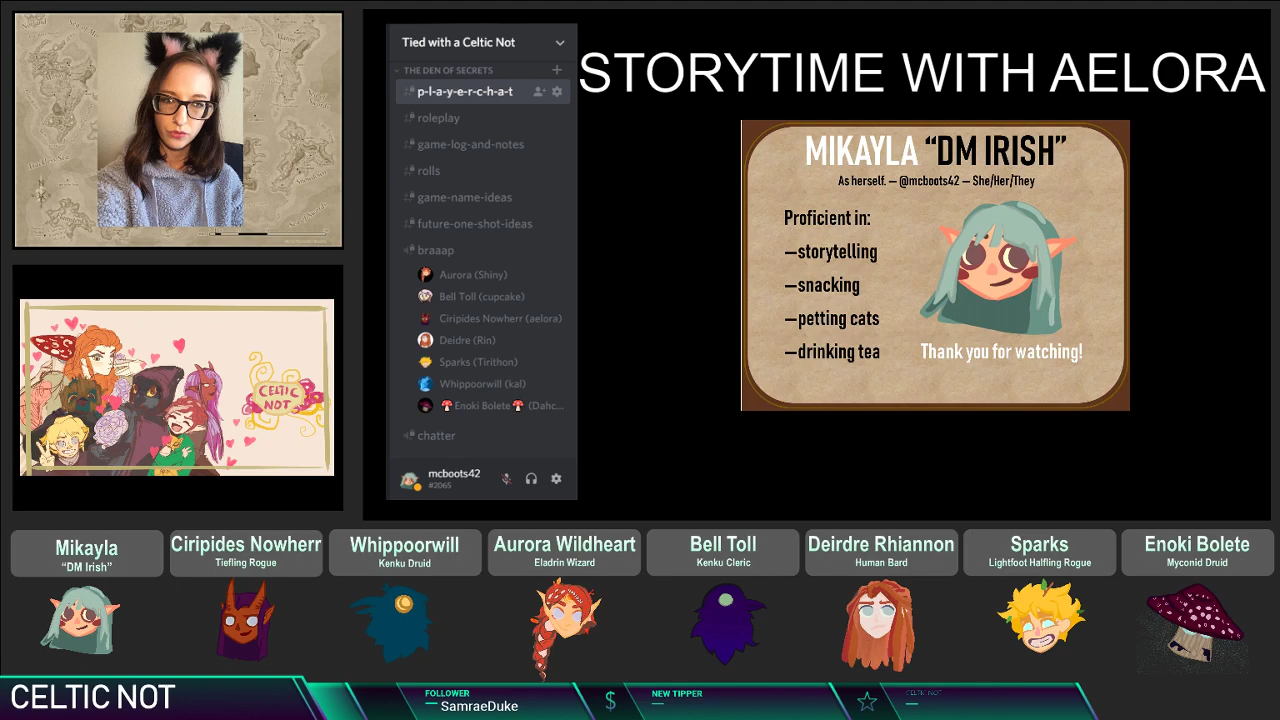 Tied with a Celtic Not
THE DEN OF SECRETS
p-l-a-y-e-r-c-h-a-t
roleplay
game-log-and-notes
rolls
game-name-ideas
future-one-shot-ideas
braaap
Aurora (Shiny)
Bell Toll (cupcake)
Ciripides Nowherr (aelora)
Deidre (Rin)
Sparks (Tirithon)
Whippoorwill (kal)
🍄Enoki Bolete🍄 (Dahc...
chatter
mcboots42
#2065
STORYTIME WITH AELORA
MIKAYLA “DM IRISH”
As herself. — @mcboots42 — She/Her/They
Proficient in:
—storytelling
—snacking
—petting cats
—drinking tea
Thank you for watching!
CELTIC
NOT
Mikayla
“DM Irish”
Ciripides Nowherr
Tiefling Rogue
Whippoorwill
Kenku Druid
Aurora Wildheart
Eladrin Wizard
Bell Toll
Kenku Cleric
Deirdre Rhiannon
Human Bard
Sparks
Lightfoot Halfling Rogue
Enoki Bolete
Myconid Druid
CELTIC NOT
FOLLOWER
— SamraeDuke
$
NEW TIPPER
—
CELTIC NOT
—